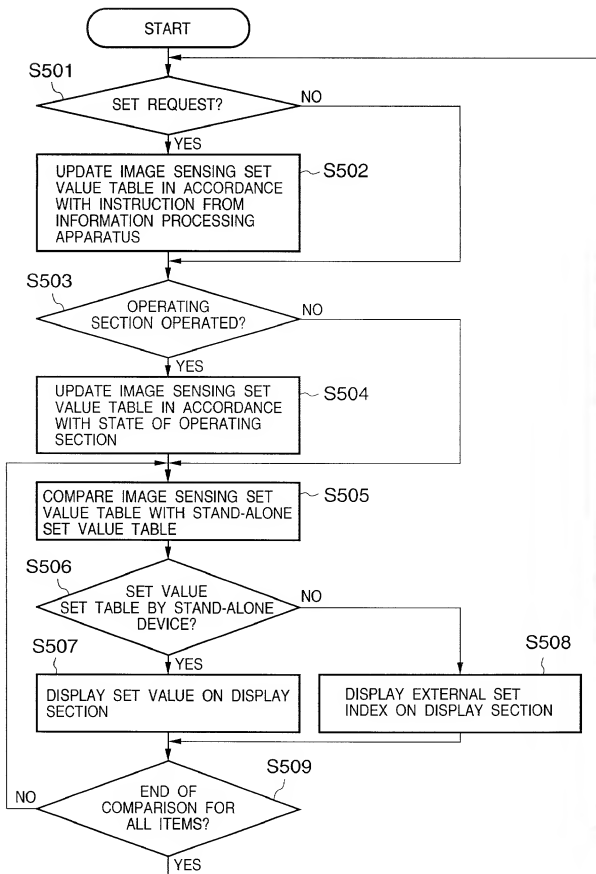 START
S501
SET REQUEST?
NO
YES
UPDATE IMAGE SENSING SET
VALUE TABLE IN ACCORDANCE
WITH INSTRUCTION FROM
INFORMATION PROCESSING
APPARATUS
S502
S503
OPERATING
SECTION OPERATED?
NO
YES
UPDATE IMAGE SENSING SET
VALUE TABLE IN ACCORDANCE
WITH STATE OF OPERATING
SECTION
S504
COMPARE IMAGE SENSING SET
VALUE TABLE WITH STAND-ALONE
SET VALUE TABLE
S505
S506
SET VALUE
SET TABLE BY STAND-ALONE
DEVICE?
NO
YES
S507
DISPLAY SET VALUE ON DISPLAY
SECTION
S508
DISPLAY EXTERNAL SET
INDEX ON DISPLAY SECTION
S509
END OF
COMPARISON FOR
ALL ITEMS?
NO
YES